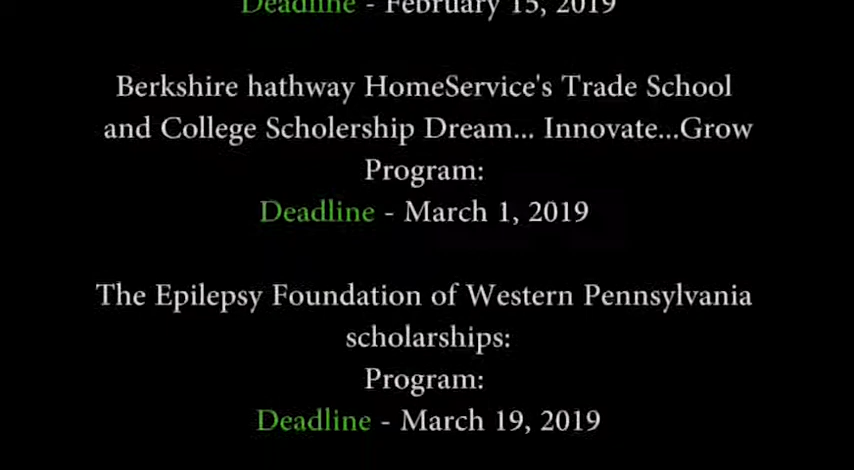 Deadline - February 15, 2019
Berkshire hathway HomeService's Trade School
and College Scholership Dream... Innovate...Grow
Program:
Deadline - March 1, 2019
The Epilepsy Foundation of Western Pennsylvania
scholarships:
Program:
Deadline - March 19, 2019